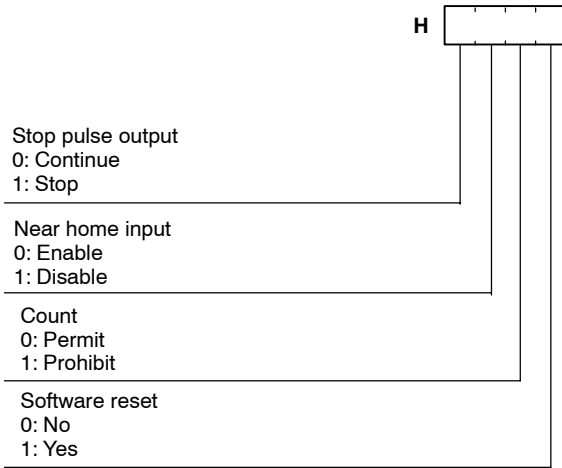 H
Stop pulse output
0: Continue
1: Stop
Near home input
0: Enable
1: Disable
Count
0: Permit
1: Prohibit
Software reset
0: No
1: Yes